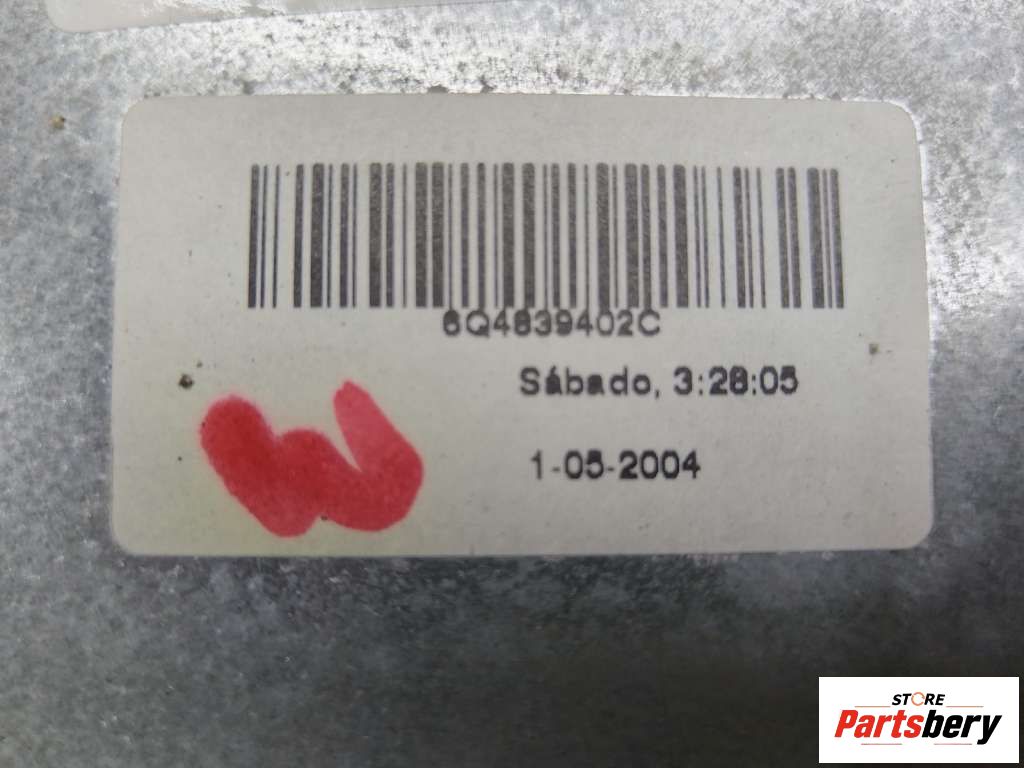 6Q4839402C
Sábado, 3:28:05
1-05-2004
STORE
Partsbery